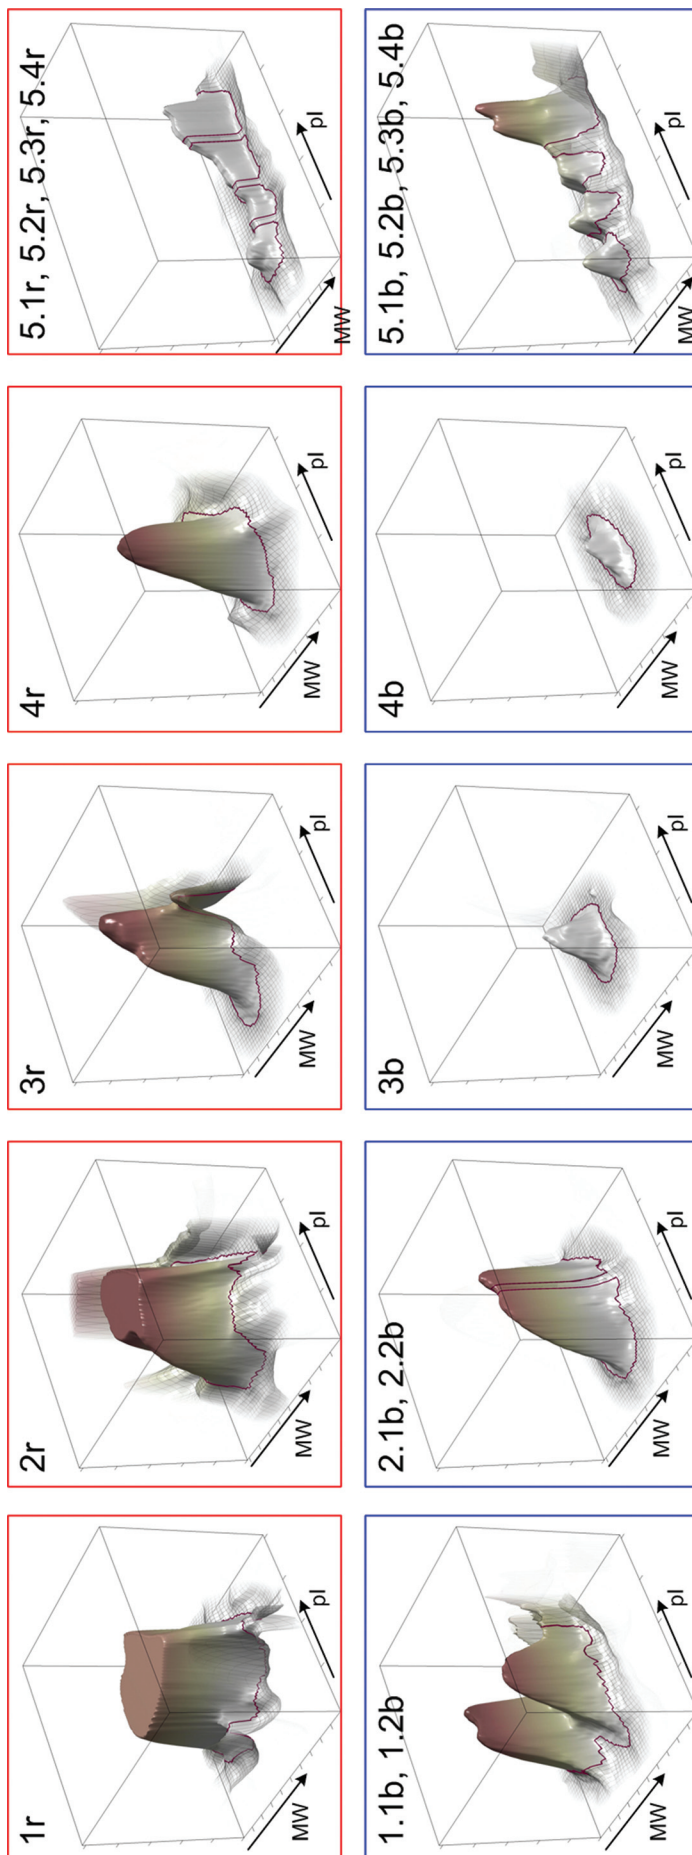 1r
MW
pI
2r
MW
pI
3r
MW
pI
4r
MW
pI
5.1r, 5.2r, 5.3r, 5.4r
MW
pI
1.1b, 1.2b
MW
pI
2.1b, 2.2b
MW
pI
3b
MW
pI
4b
MW
pI
5.1b, 5.2b, 5.3b, 5.4b
MW
pI